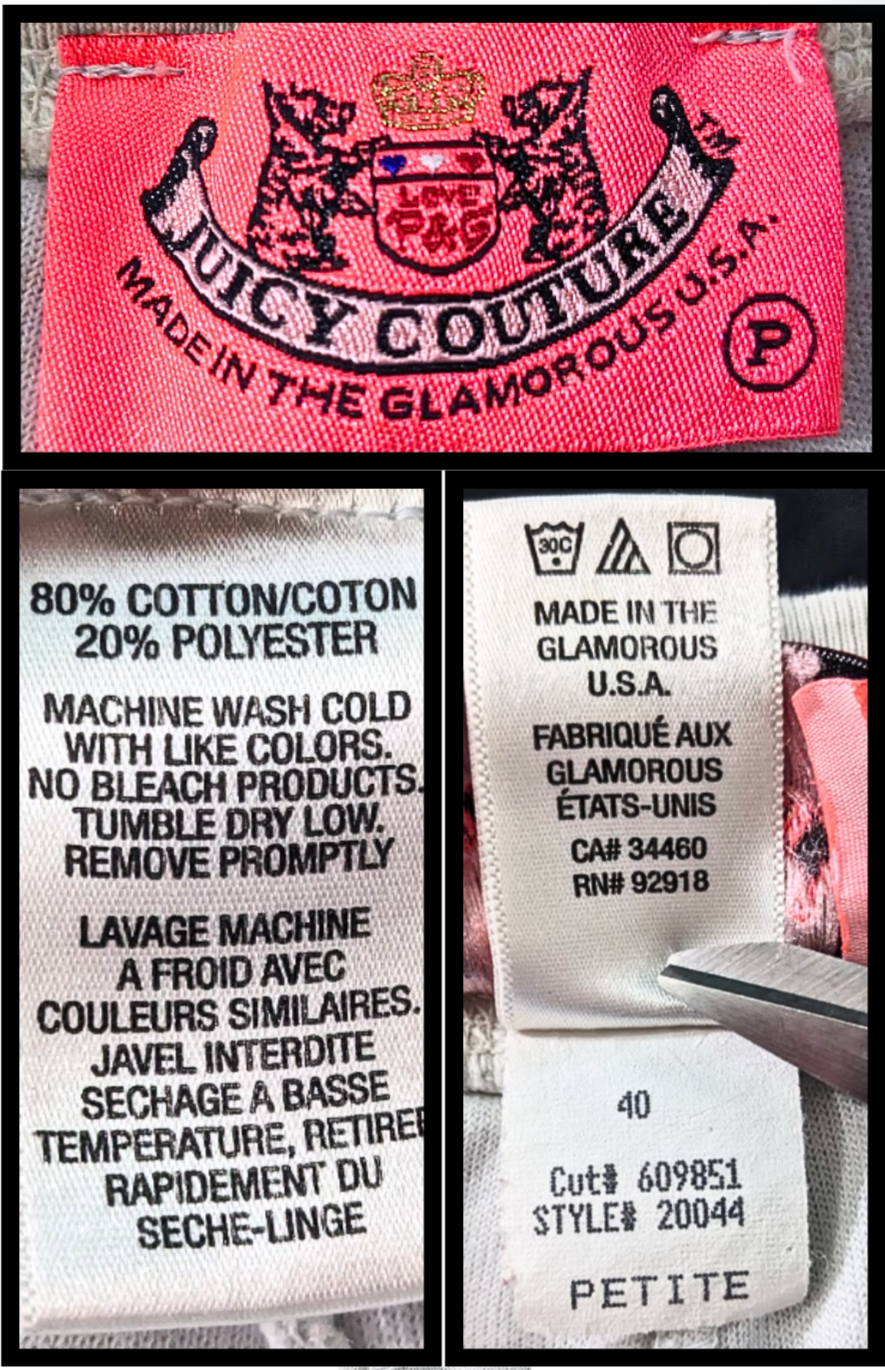 LOVE
P&G
JUICY COUTURE TM
MADE IN THE GLAMOROUS U.S.A.
P
80% COTTON/COTON
20% POLYESTER
MACHINE WASH COLD
WITH LIKE COLORS.
NO BLEACH PRODUCTS.
TUMBLE DRY LOW.
REMOVE PROMPTLY
LAVAGE MACHINE
A FROID AVEC
COULEURS SIMILAIRES.
JAVEL INTERDITE
SECHAGE A BASSE
TEMPERATURE, RETIRER
RAPIDEMENT DU
SECHE-LINGE
30C
MADE IN THE
GLAMOROUS
U.S.A.
FABRIQUÉ AUX
GLAMOROUS
ÉTATS-UNIS
CA# 34460
RN# 92918
40
Cut# 609851
STYLE# 20044
PETITE